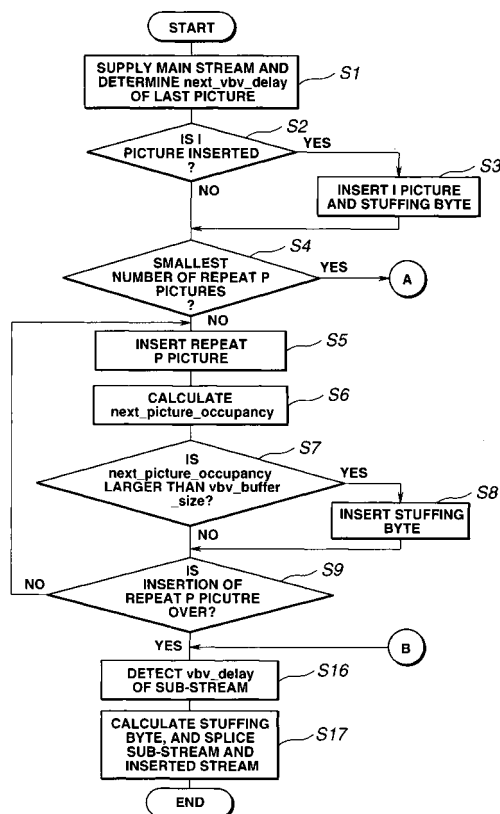 START
SUPPLY MAIN STREAM AND
DETERMINE next_vbv_delay
OF LAST PICTURE
S1
S2
IS I
PICTURE INSERTED
?
YES
NO
S3
INSERT I PICTURE
AND STUFFING BYTE
S4
SMALLEST
NUMBER OF REPEAT P
PICTURES
?
YES
A
NO
INSERT REPEAT
P PICTURE
S5
CALCULATE
next_picture_occupancy
S6
S7
IS
next_picture_occupancy
LARGER THAN vbv_buffer
_size?
YES
NO
S8
INSERT STUFFING
BYTE
S9
IS
INSERTION OF
REPEAT P PICUTRE
OVER?
NO
YES
B
DETECT vbv_delay
OF SUB-STREAM
S16
CALCULATE STUFFING
BYTE, AND SPLICE
SUB-STREAM AND
INSERTED STREAM
S17
END